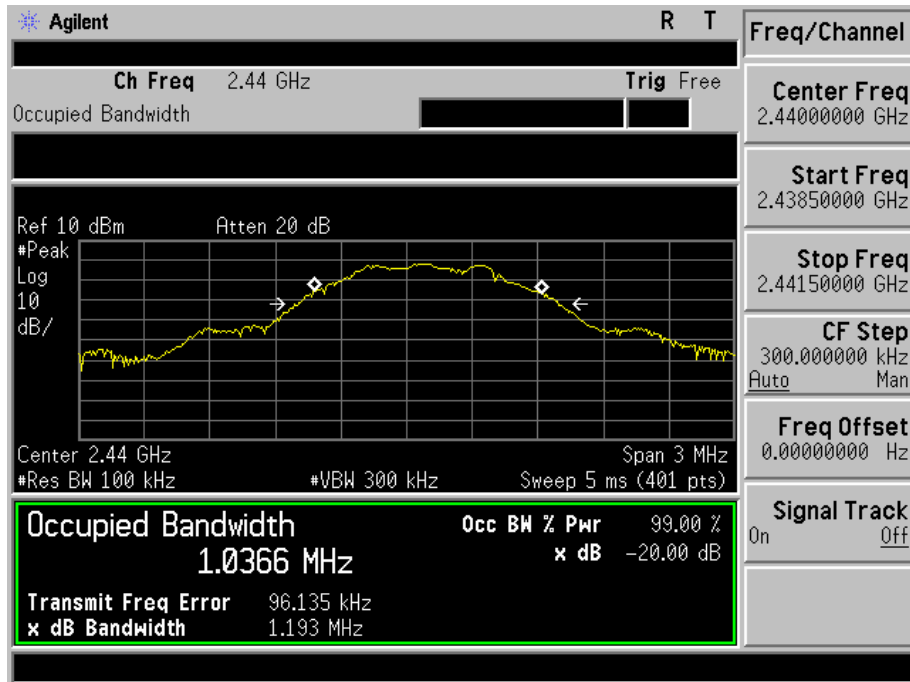 Agilent R T
Ch Freq 2.44 GHz Trig Free
Occupied Bandwidth
Ref 10 dBm Atten 20 dB
#Peak
Log
10
dB/
Center 2.44 GHz Span 3 MHz
#Res BW 100 kHz #VBW 300 kHz Sweep 5 ms (401 pts)
Occupied Bandwidth Occ BW % Pwr 99.00 %
1.0366 MHz x dB -20.00 dB
Transmit Freq Error 96.135 kHz
x dB Bandwidth 1.193 MHz
Freq/Channel
Center Freq
2.44000000 GHz
Start Freq
2.43850000 GHz
Stop Freq
2.44150000 GHz
CF Step
300.000000 kHz
Auto Man
Freq Offset
0.00000000 Hz
Signal Track
On Off